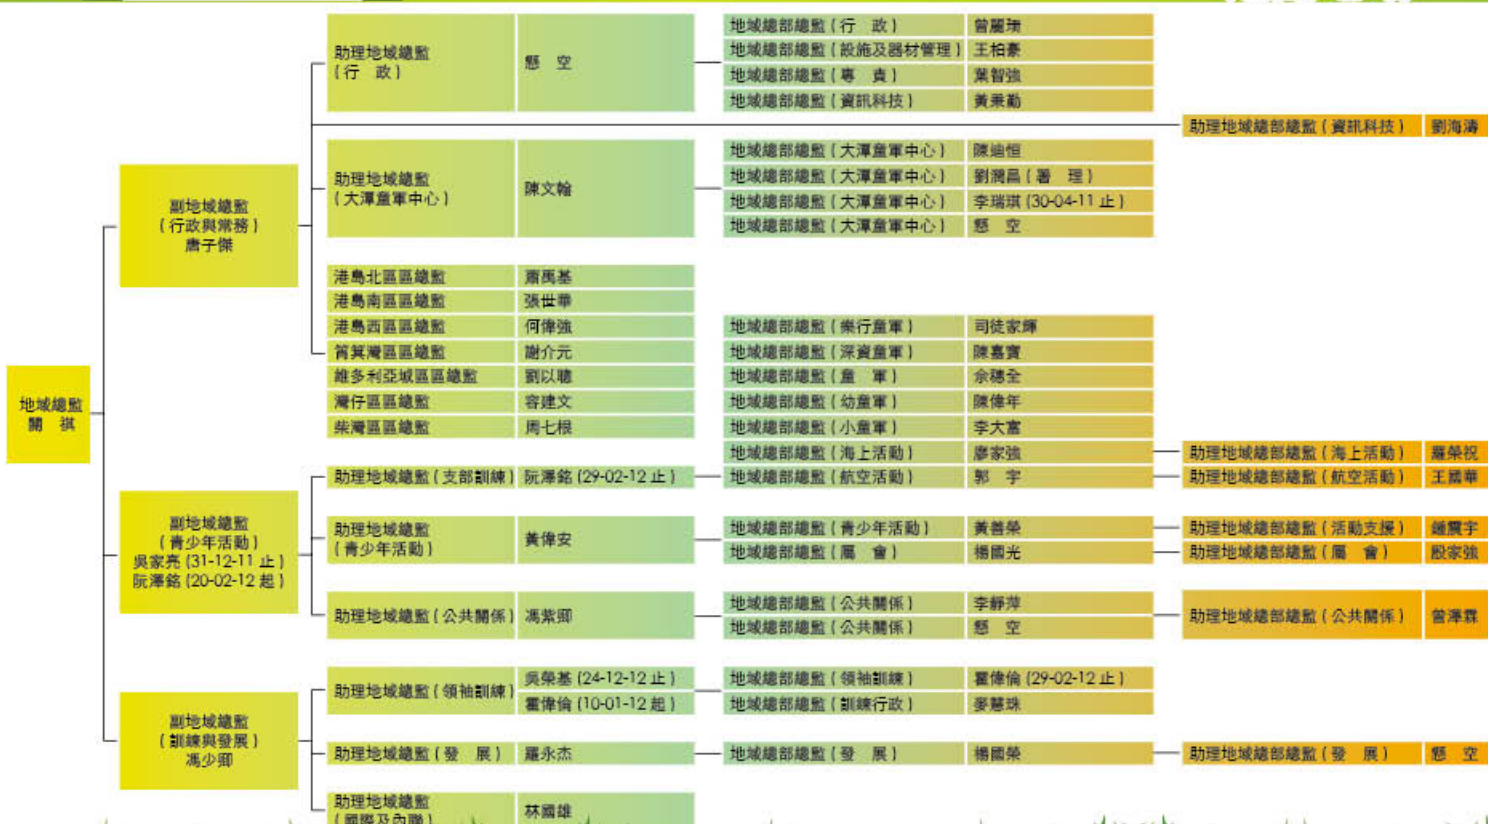 地域總監
關　祺
副地域總監
(行政與常務)
唐子傑
助理地域總監
(行　政)
懸　空
地域總部總監(行　政)　曾麗瑜
地域總部總監(設施及器材管理)　王柏豪
地域總部總監(專　責)　葉智強
地域總部總監(資訊科技)　黃秉勤
助理地域總部總監(資訊科技)　劉海濤
助理地域總監
(大潭童軍中心)
陳文翰
地域總部總監(大潭童軍中心)　陳迪恒
地域總部總監(大潭童軍中心)　劉潤昌(署　理)
地域總部總監(大潭童軍中心)　李瑞琪 (30-04-11 止)
地域總部總監(大潭童軍中心)　懸　空
港島北區區總監　蕭禹基
港島南區區總監　張世華
港島西區區總監　何偉強
筲箕灣區區總監　謝介元
維多利亞城區區總監　劉以聰
灣仔區區總監　容建文
柴灣區區總監　周七根
副地域總監
(青少年活動)
吳家亮 (31-12-11 止)
阮澤銘 (20-02-12 起)
助理地域總監(支部訓練)　阮澤銘 (29-02-12 止)
地域總部總監(樂行童軍)　司徒家輝
地域總部總監(深資童軍)　陳嘉寶
地域總部總監(童　軍)　余穗全
地域總部總監(幼童軍)　陳偉年
地域總部總監(小童軍)　李大富
地域總部總監(海上活動)　廖家強
助理地域總部總監(海上活動)　羅榮祝
地域總部總監(航空活動)　郭　宇
助理地域總部總監(航空活動)　王國華
助理地域總監
(青少年活動)
黃偉安
地域總部總監(青少年活動)　黃善榮
助理地域總部總監(活動支援)　鍾震宇
地域總部總監(屬　會)　楊國光
助理地域總部總監(屬　會)　殷家強
助理地域總監(公共關係)　馮紫卿
地域總部總監(公共關係)　李靜萍
地域總部總監(公共關係)　懸　空
助理地域總部總監(公共關係)　曾澤霖
副地域總監
(訓練與發展)
馮少卿
助理地域總監(領袖訓練)
吳榮基 (24-12-12 止)
霍偉倫 (10-01-12 起)
地域總部總監(領袖訓練)　霍偉倫 (29-02-12 止)
地域總部總監(訓練行政)　麥慧珠
助理地域總監(發　展)　羅永杰
地域總部總監(發　展)　楊國榮
助理地域總部總監(發　展)　懸　空
助理地域總監
(國際及內聯)
林國雄